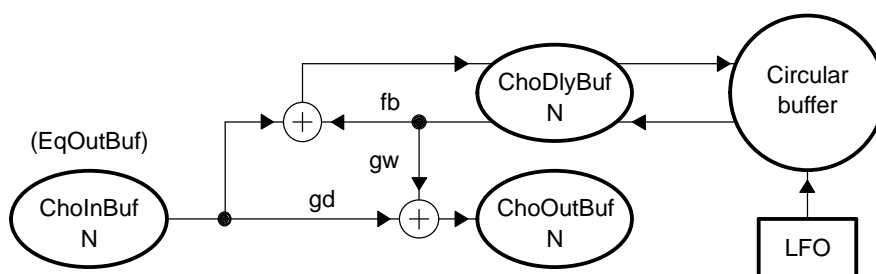 ChoDlyBuf
N
Circular
buffer
fb
(EqOutBuf)
gw
ChoInBuf
N
gd
ChoOutBuf
N
LFO